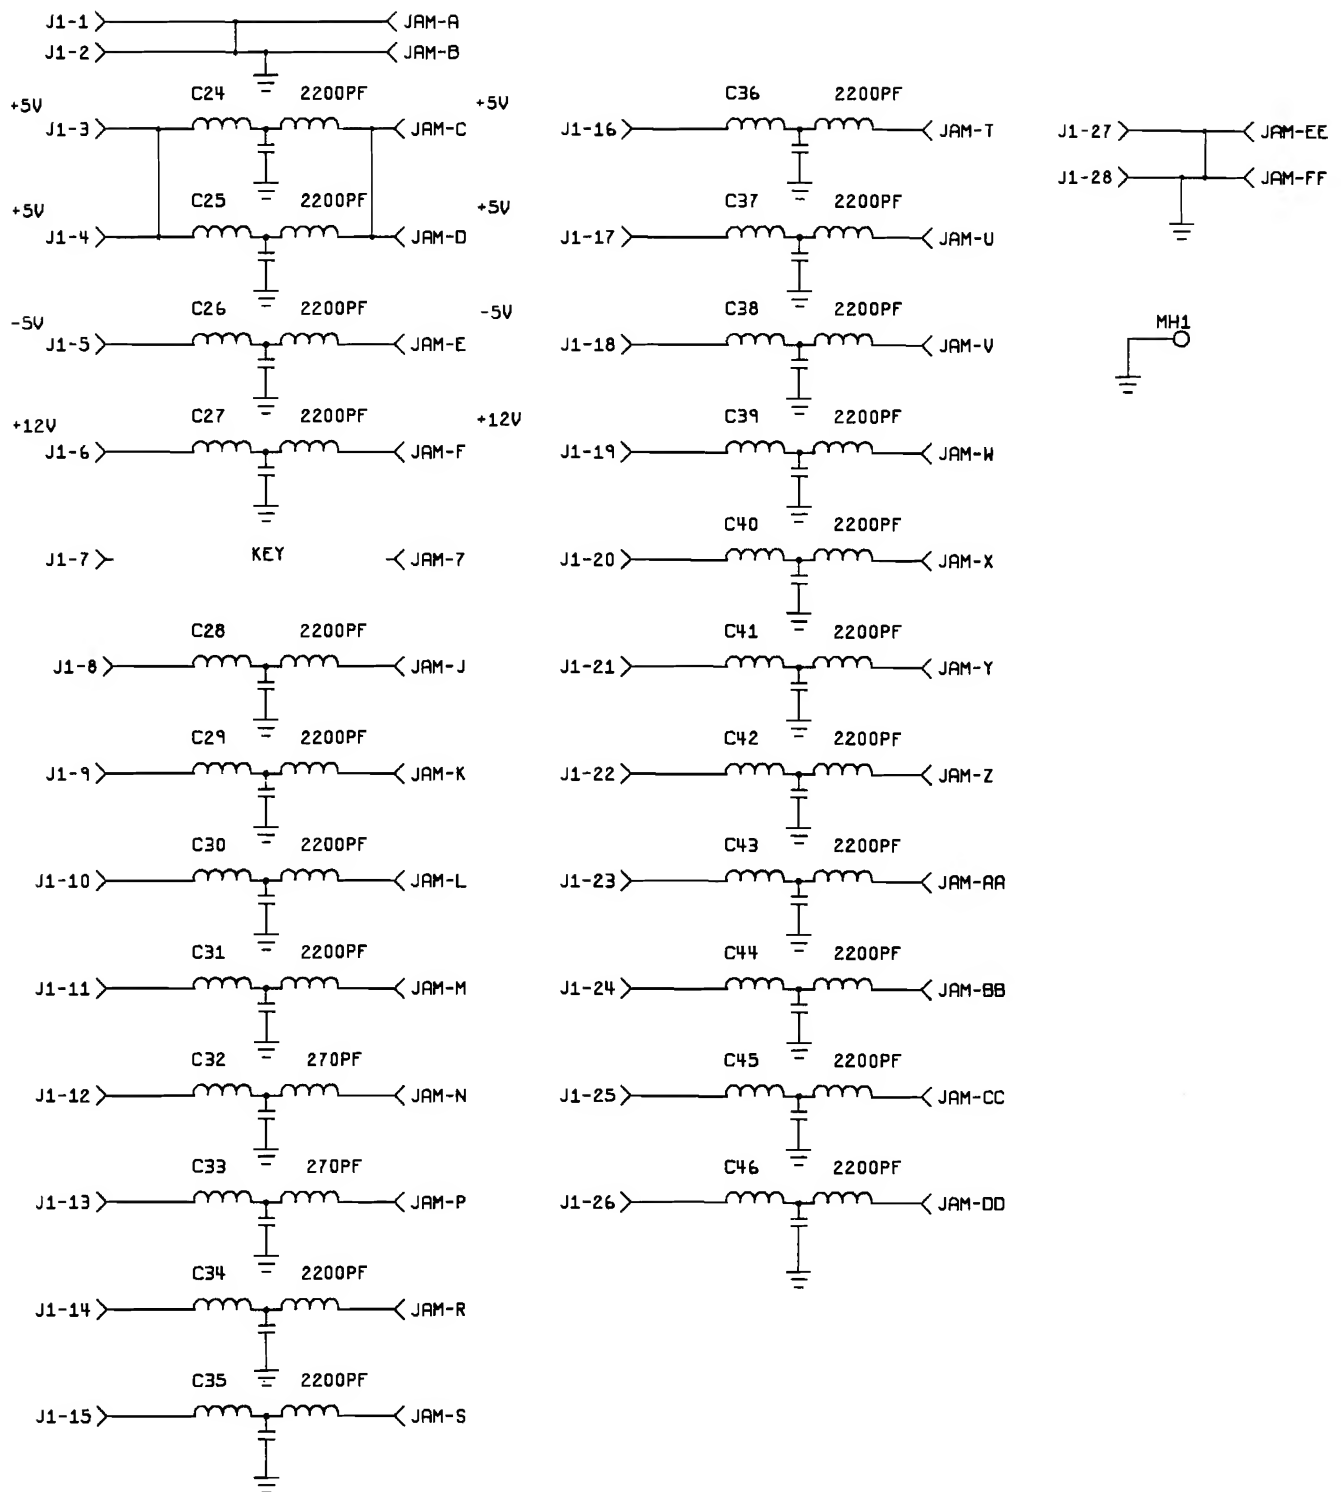 J1-1 JAM-A
J1-2 JAM-B
+5V C24 2200PF +5V
J1-3 JAM-C
+5V C25 2200PF +5V
J1-4 JAM-D
-5V C26 2200PF -5V
J1-5 JAM-E
+12V C27 2200PF +12V
J1-6 JAM-F
J1-7 KEY JAM-7
C28 2200PF
J1-8 JAM-J
C29 2200PF
J1-9 JAM-K
C30 2200PF
J1-10 JAM-L
C31 2200PF
J1-11 JAM-M
C32 270PF
J1-12 JAM-N
C33 270PF
J1-13 JAM-P
C34 2200PF
J1-14 JAM-R
C35 2200PF
J1-15 JAM-S
C36 2200PF
J1-16 JAM-T
C37 2200PF
J1-17 JAM-U
C38 2200PF
J1-18 JAM-V
C39 2200PF
J1-19 JAM-W
C40 2200PF
J1-20 JAM-X
C41 2200PF
J1-21 JAM-Y
C42 2200PF
J1-22 JAM-Z
C43 2200PF
J1-23 JAM-AA
C44 2200PF
J1-24 JAM-BB
C45 2200PF
J1-25 JAM-CC
C46 2200PF
J1-26 JAM-DD
J1-27 JAM-EE
J1-28 JAM-FF
MH1